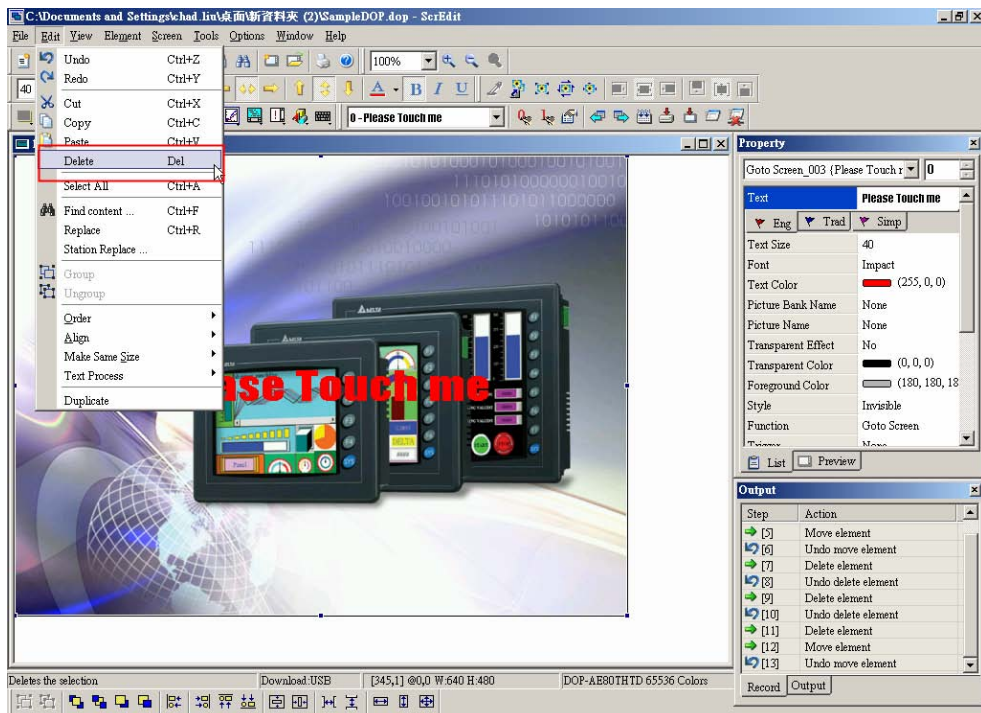 C:\Documents and Settings\chad.liu\桌面\新資料夾 (2)\SampleDOP.dop - ScrEdit
File Edit View Element Screen Tools Options Window Help
Undo Ctrl+Z
Redo Ctrl+Y
Cut Ctrl+X
Copy Ctrl+C
Paste Ctrl+V
Delete Del
Select All Ctrl+A
Find content ... Ctrl+F
Replace Ctrl+R
Station Replace ...
Group
Ungroup
Order
Align
Make Same Size
Text Process
Duplicate
100%
40
A B I U
0 - Please Touch me
ase Touch me
DELTA
Property
Goto Screen_003 {Please Touch r 0
Text Please Touch me
Eng Trad Simp
Text Size 40
Font Impact
Text Color (255, 0, 0)
Picture Bank Name None
Picture Name None
Transparent Effect No
Transparent Color (0, 0, 0)
Foreground Color (180, 180, 18
Style Invisible
Function Goto Screen
Trigger None
List Preview
Output
Step Action
[5] Move element
[6] Undo move element
[7] Delete element
[8] Undo delete element
[9] Delete element
[10] Undo delete element
[11] Delete element
[12] Move element
[13] Undo move element
Record Output
Deletes the selection Download:USB [345,1] @0,0 W:640 H:480 DOP-AE80THTD 65536 Colors